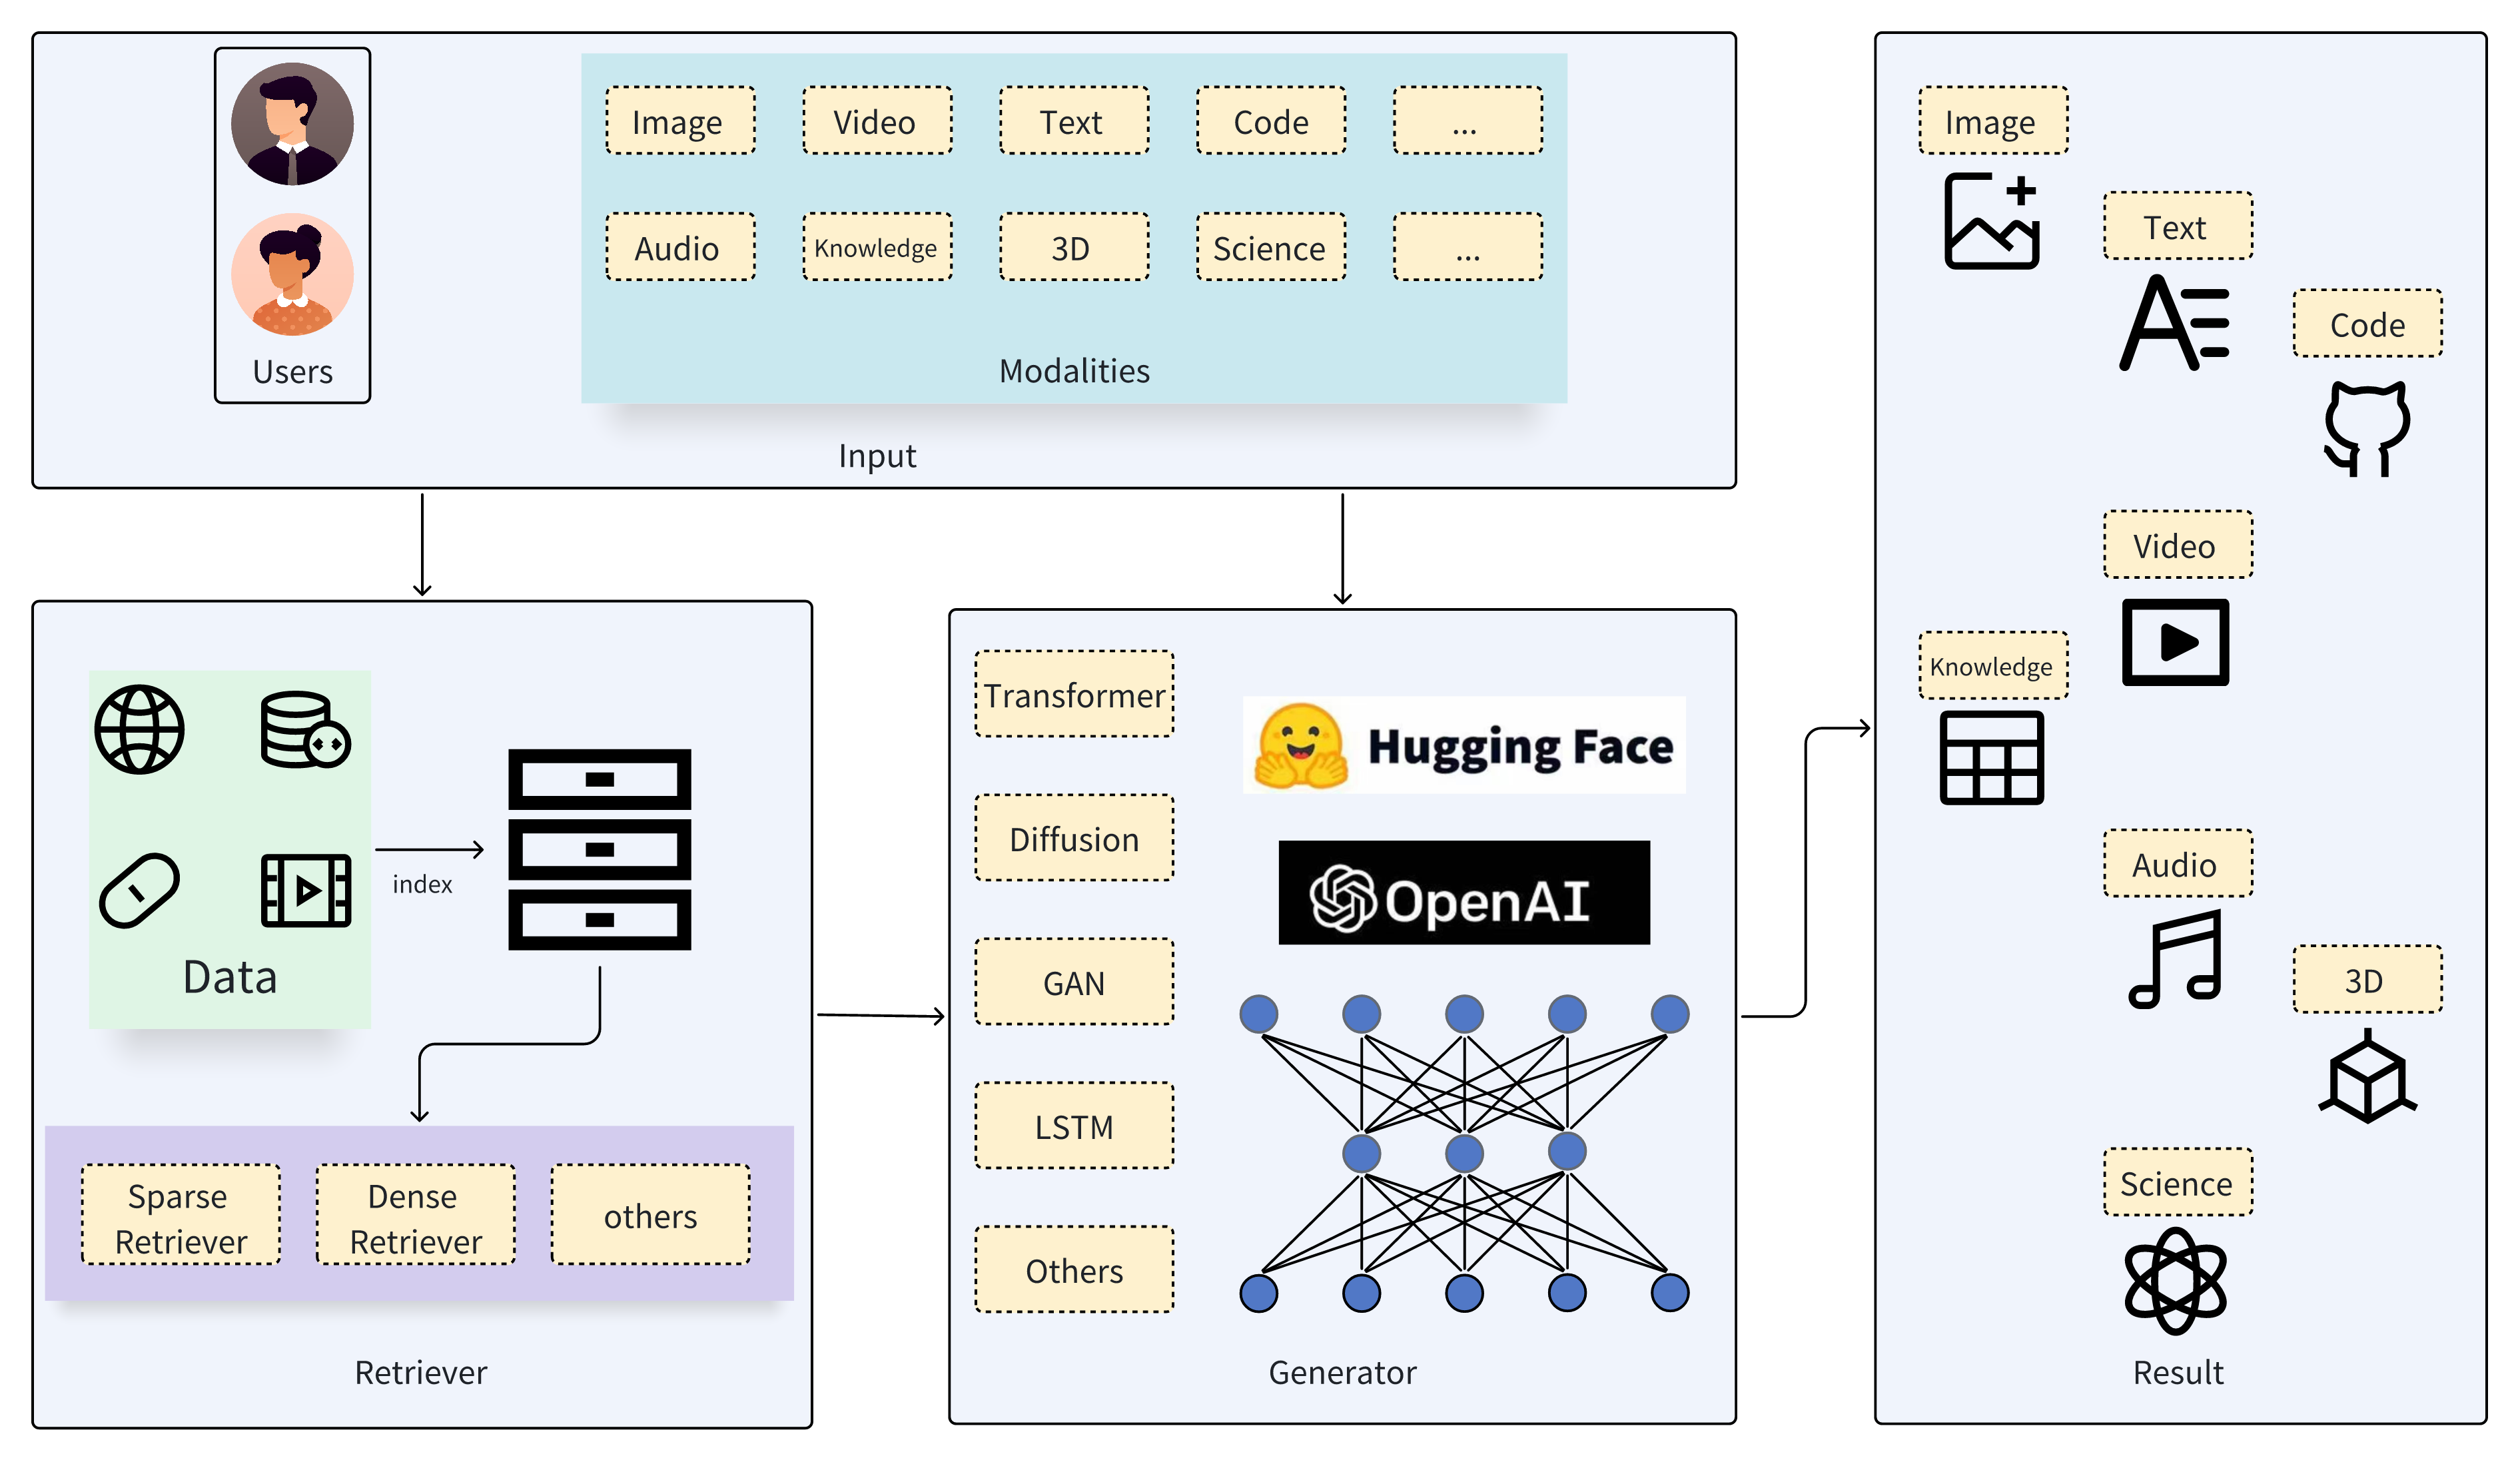 Image
Video
Text
Code
...
Audio
Knowledge
3D
Science
...
Users
Modalities
Input
Data
index
Sparse
Retriever
Dense
Retriever
others
Retriever
Transformer
Diffusion
GAN
LSTM
Others
Hugging Face
OpenAI
Generator
Image
Text
Code
Video
Knowledge
Audio
3D
Science
Result